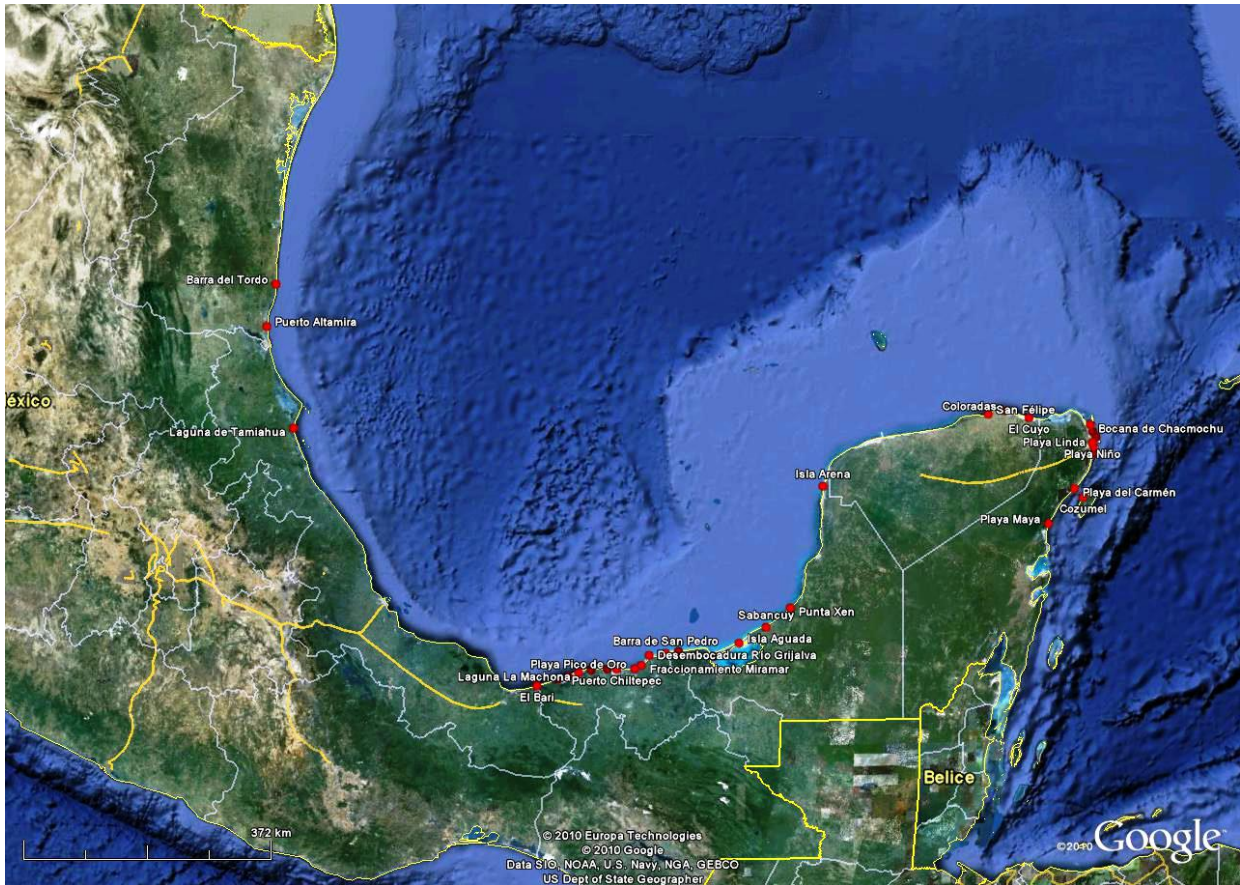 Barra del Tordo
Puerto Altamira
éxico
Coloradas
San Félipe
El Cuyo
Bocana de Chacmochu
Laguna de Tamiahua
Playa Linda
Playa Niño
Isla Arena
Playa del Carmén
Cozumel
Playa Maya
Sabancuy
Punta Xen
Barra de San Pedro
Isla Aguada
Desembocadura Río Grijalva
Playa Pico de Oro
Fraccionamiento Miramar
Laguna La Machona
Puerto Chiltepec
El Bari
Belice
372 km
© 2010 Europa Technologies
© 2010 Google
Data SIO, NOAA, U.S. Navy, NGA, GEBCO
US Dept of State Geographer
©2010 Google